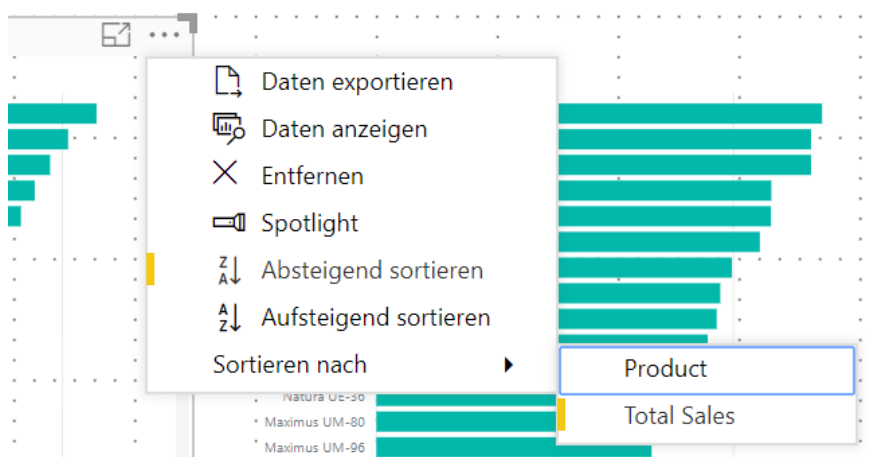 Daten exportieren
Daten anzeigen
Entfernen
Spotlight
Absteigend sortieren
Aufsteigend sortieren
Sortieren nach
Product
Total Sales
Natura UE-36
Maximus UM-80
Maximus UM-96